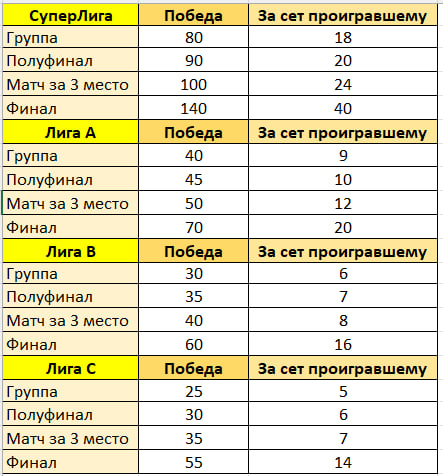 СуперЛига Победа За сет проигравшему
Группа 80 18
Полуфинал 90 20
Матч за 3 место 100 24
Финал 140 40
Лига А Победа За сет проигравшему
Группа 40 9
Полуфинал 45 10
Матч за 3 место 50 12
Финал 70 20
Лига В Победа За сет проигравшему
Группа 30 6
Полуфинал 35 7
Матч за 3 место 40 8
Финал 60 16
Лига С Победа За сет проигравшему
Группа 25 5
Полуфинал 30 6
Матч за 3 место 35 7
Финал 55 14